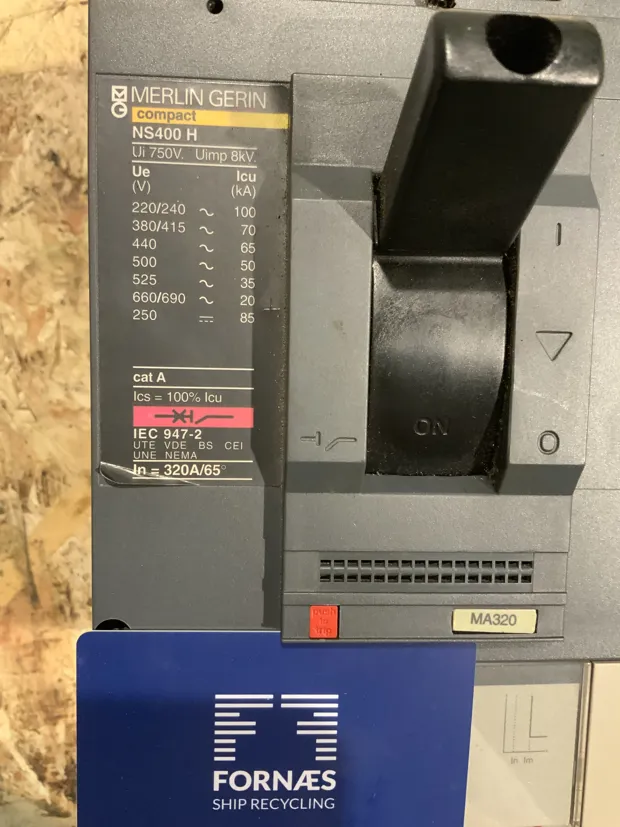 MERLIN GERIN
compact
NS400 H
Ui 750V. Uimp 8kV.
Ue Icu
(V) (kA)
220/240 ~ 100
380/415 ~ 70
440 ~ 65
500 ~ 50
525 ~ 35
660/690 ~ 20
250 ⎓ 85
cat A
Ics = 100% Icu
IEC 947-2
UTE VDE BS CEI
UNE NEMA
In = 320A/65°
I
O
ON
push
to
trip
MA320
In Im
FORNÆS
SHIP RECYCLING